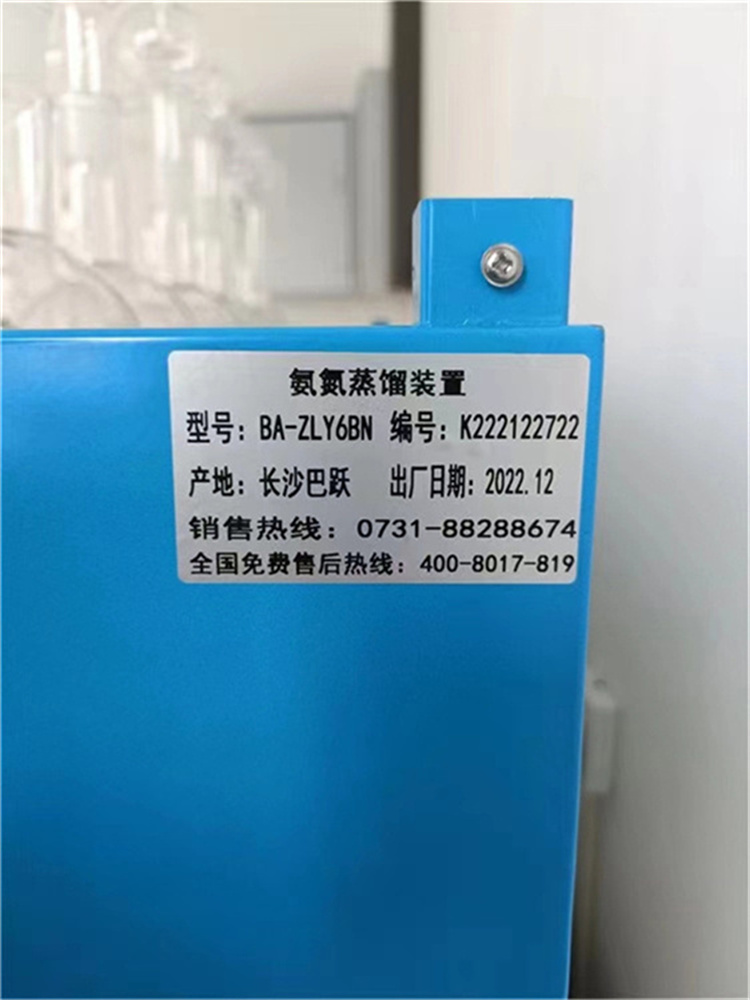 氨氮蒸馏装置
型号：BA-ZLY6BN 编号：K222122722
产地：长沙巴跃 出厂日期：2022.12
销售热线：0731-88288674
全国免费售后热线：400-8017-819